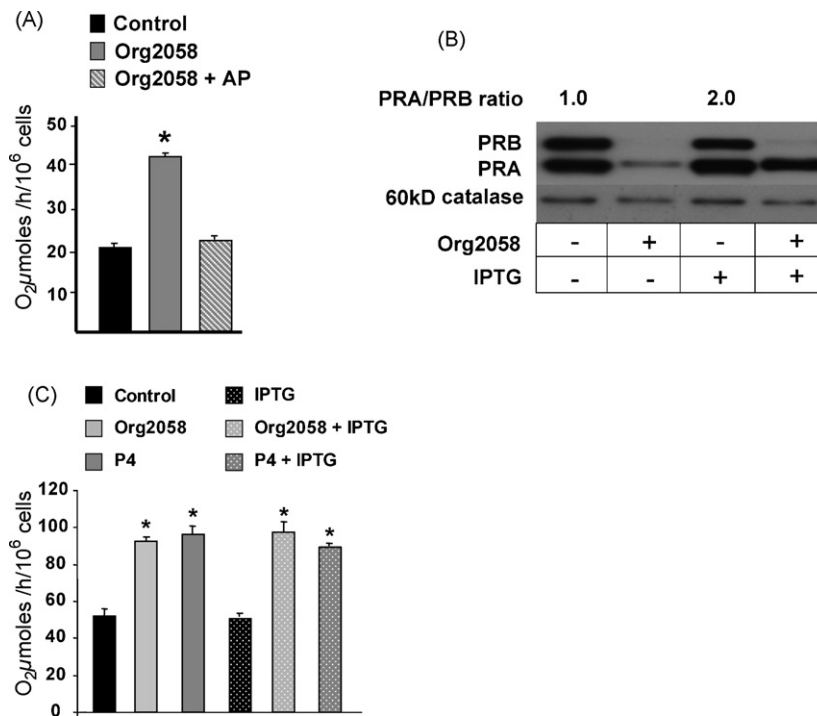 (A)
Control
Org2058
Org2058 + AP
50
40
30
20
10
*
O₂µmoles /h/10⁶ cells
(B)
PRA/PRB ratio 1.0 2.0
PRB
PRA
60kD catalase
Org2058 - + - +
IPTG - - + +
(C)
Control IPTG
Org2058 Org2058 + IPTG
P4 P4 + IPTG
120
100
80
60
40
20
0
* * * *
O₂µmoles /h/10⁶ cells